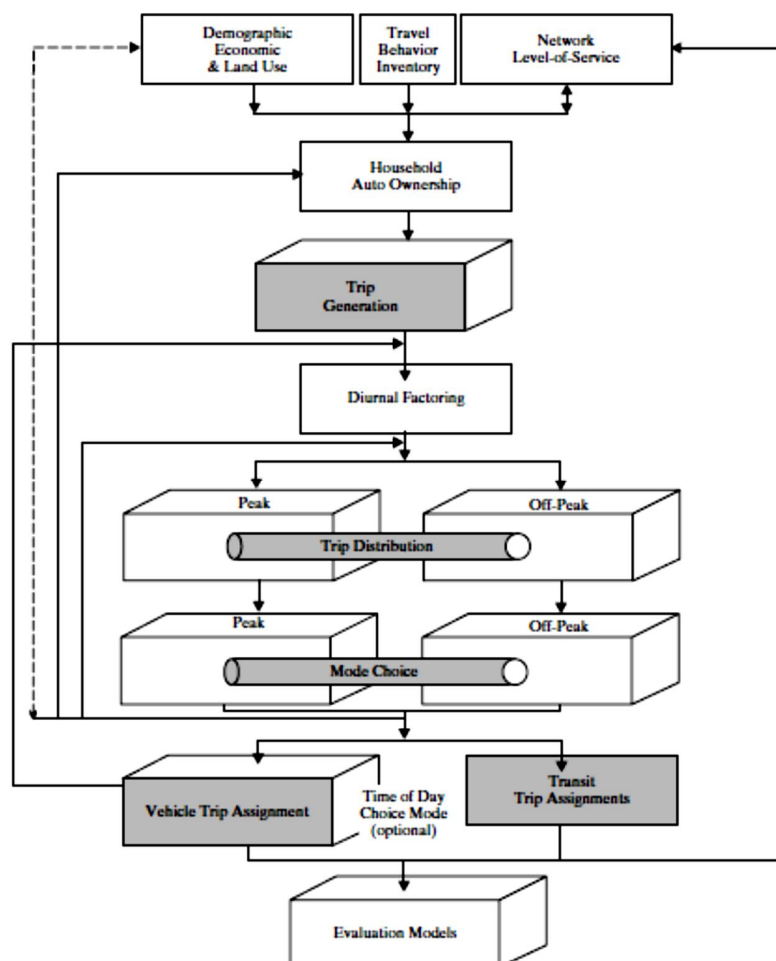 Demographic
Economic
& Land Use
Travel
Behavior
Inventory
Network
Level-of-Service
Household
Auto Ownership
Trip
Generation
Diurnal Factoring
Peak
Off-Peak
Trip Distribution
Peak
Off-Peak
Mode Choice
Vehicle Trip Assignment
Time of Day
Choice Mode
(optional)
Transit
Trip Assignments
Evaluation Models